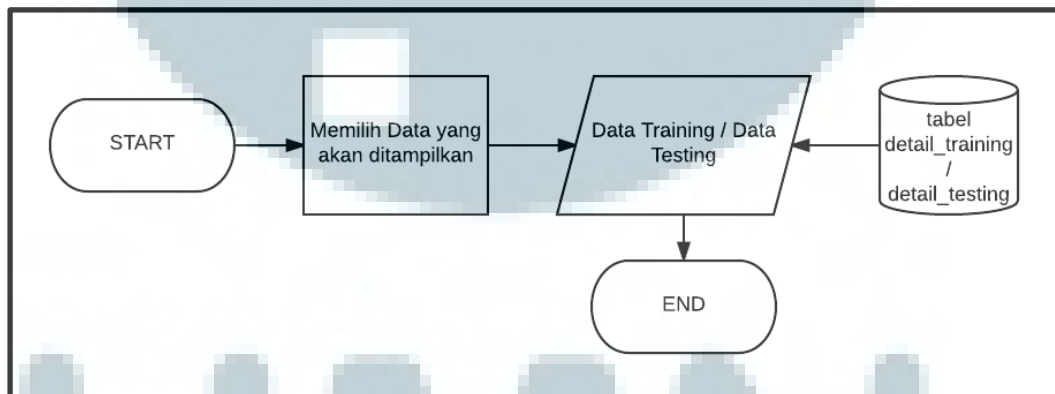 START
Memilih Data yang
akan ditampilkan
Data Training / Data
Testing
tabel
detail_training
/
detail_testing
END